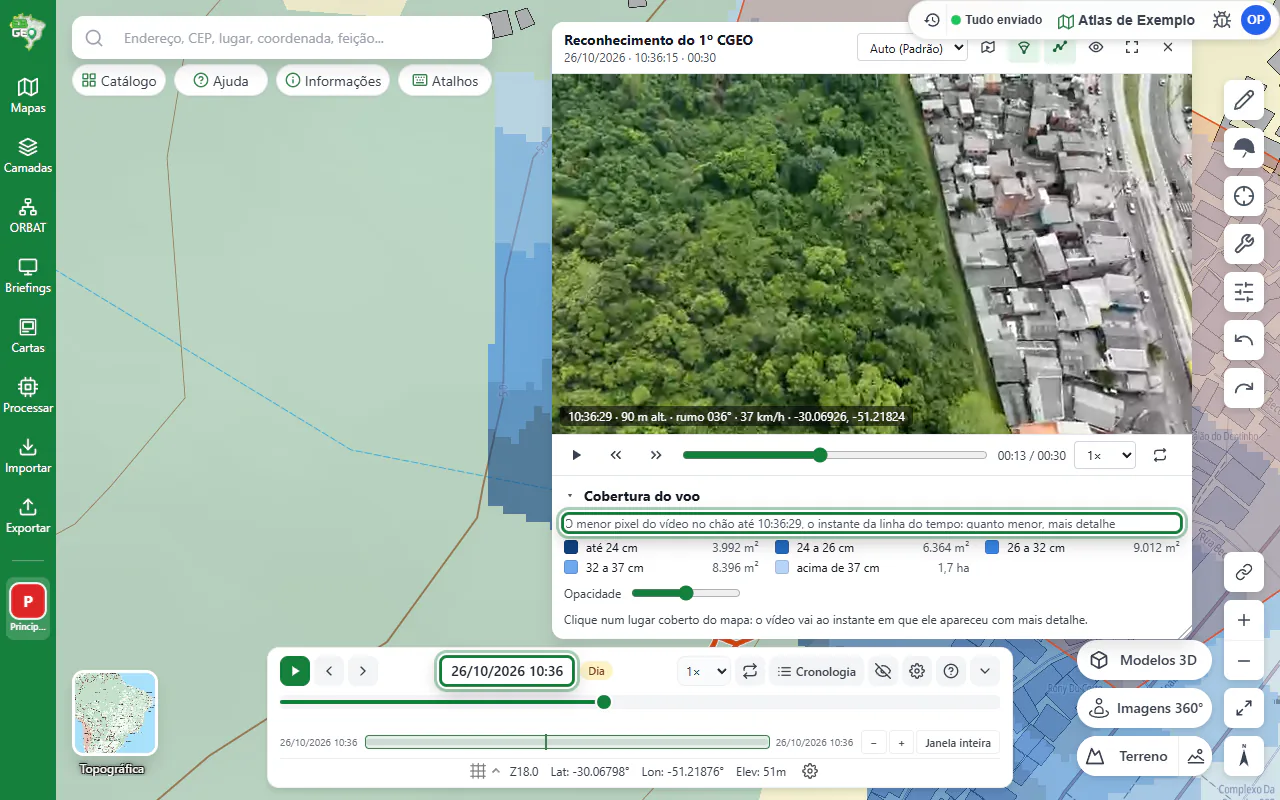 GEO
Endereço, CEP, lugar, coordenada, feição...
Catálogo
Ajuda
Informações
Atalhos
Mapas
Camadas
ORBAT
Briefings
Cartas
Processar
Importar
Exportar
P
Princip...
Tudo enviado
Atlas de Exemplo
OP
Reconhecimento do 1º CGEO
26/10/2026 · 10:36:15 · 00:30
Auto (Padrão)
10:36:29 · 90 m alt. · rumo 036° · 37 km/h · -30.06926, -51.21824
00:13 / 00:30
1×
Cobertura do voo
O menor pixel do vídeo no chão até 10:36:29, o instante da linha do tempo: quanto menor, mais detalhe
até 24 cm 3.992 m²
24 a 26 cm 6.364 m²
26 a 32 cm 9.012 m²
32 a 37 cm 8.396 m²
acima de 37 cm 1,7 ha
Opacidade
Clique num lugar coberto do mapa: o vídeo vai ao instante em que ele apareceu com mais detalhe.
26/10/2026 10:36
Dia
1×
Cronologia
26/10/2026 10:36
26/10/2026 10:36
−
+
Janela inteira
Z18.0 Lat: -30.06798° Lon: -51.21876° Elev: 51m
Topográfica
Modelos 3D
Imagens 360°
Terreno
+
−
N
Complexo Da